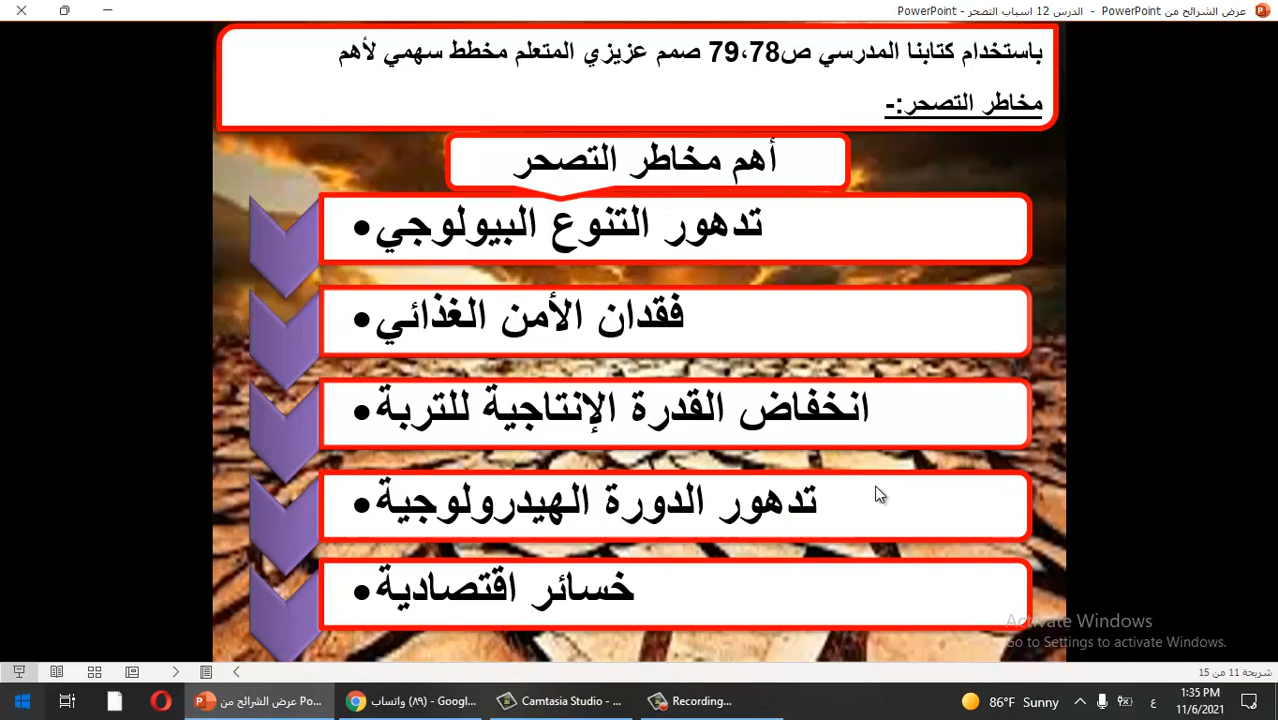 عرض الشرائح من PowerPoint - الدرس 12 اسباب التصحر - PowerPoint
باستخدام كتابنا المدرسي ص78،79 صمم عزيزي المتعلم مخطط سهمي لأهم
مخاطر التصحر:-
أهم مخاطر التصحر
تدهور التنوع البيولوجي•
فقدان الأمن الغذائي•
انخفاض القدرة الإنتاجية للتربة•
تدهور الدورة الهيدرولوجية•
خسائر اقتصادية•
Activate Windows
Go to Settings to activate Windows.
شريحة 11 من 15
عرض الشرائح من Po...
(٨٩) واتساب - Googl...
Camtasia Studio - ...
Recording...
86°F Sunny
ع
1:35 PM
11/6/2021